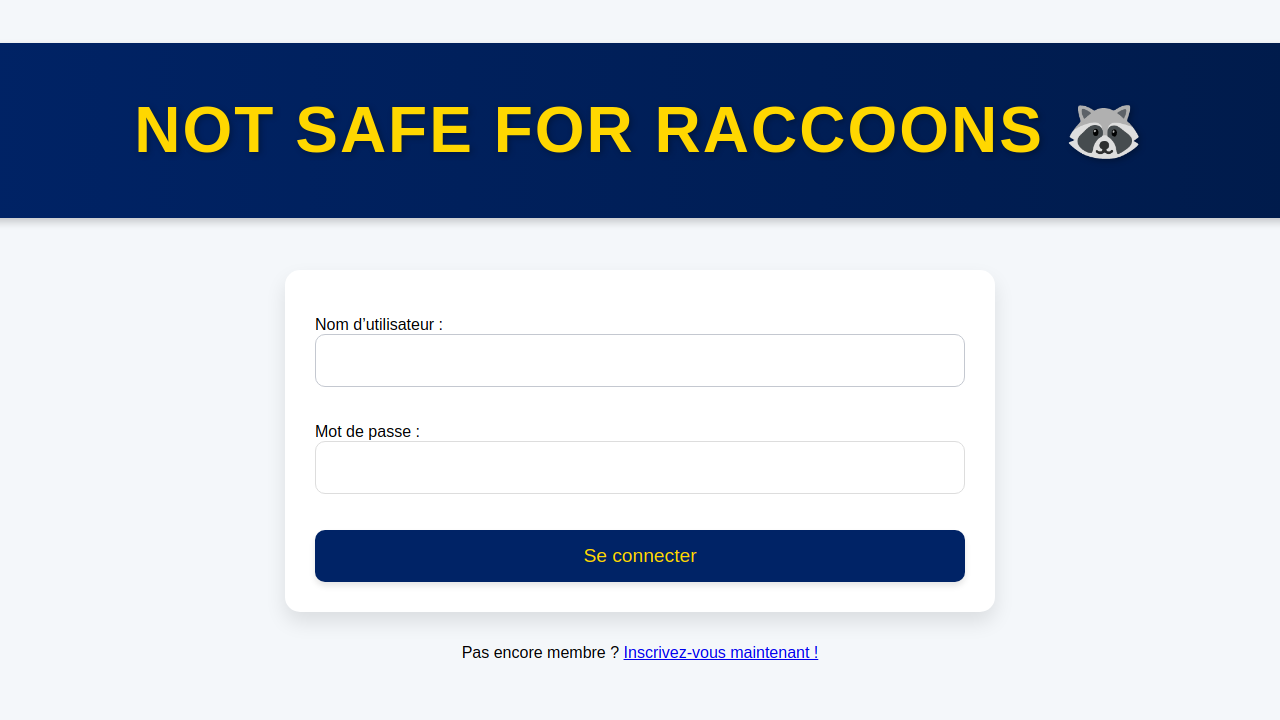 NOT SAFE FOR RACCOONS 🦝
Nom d’utilisateur :
Mot de passe :
Se connecter
Pas encore membre ? Inscrivez-vous maintenant !